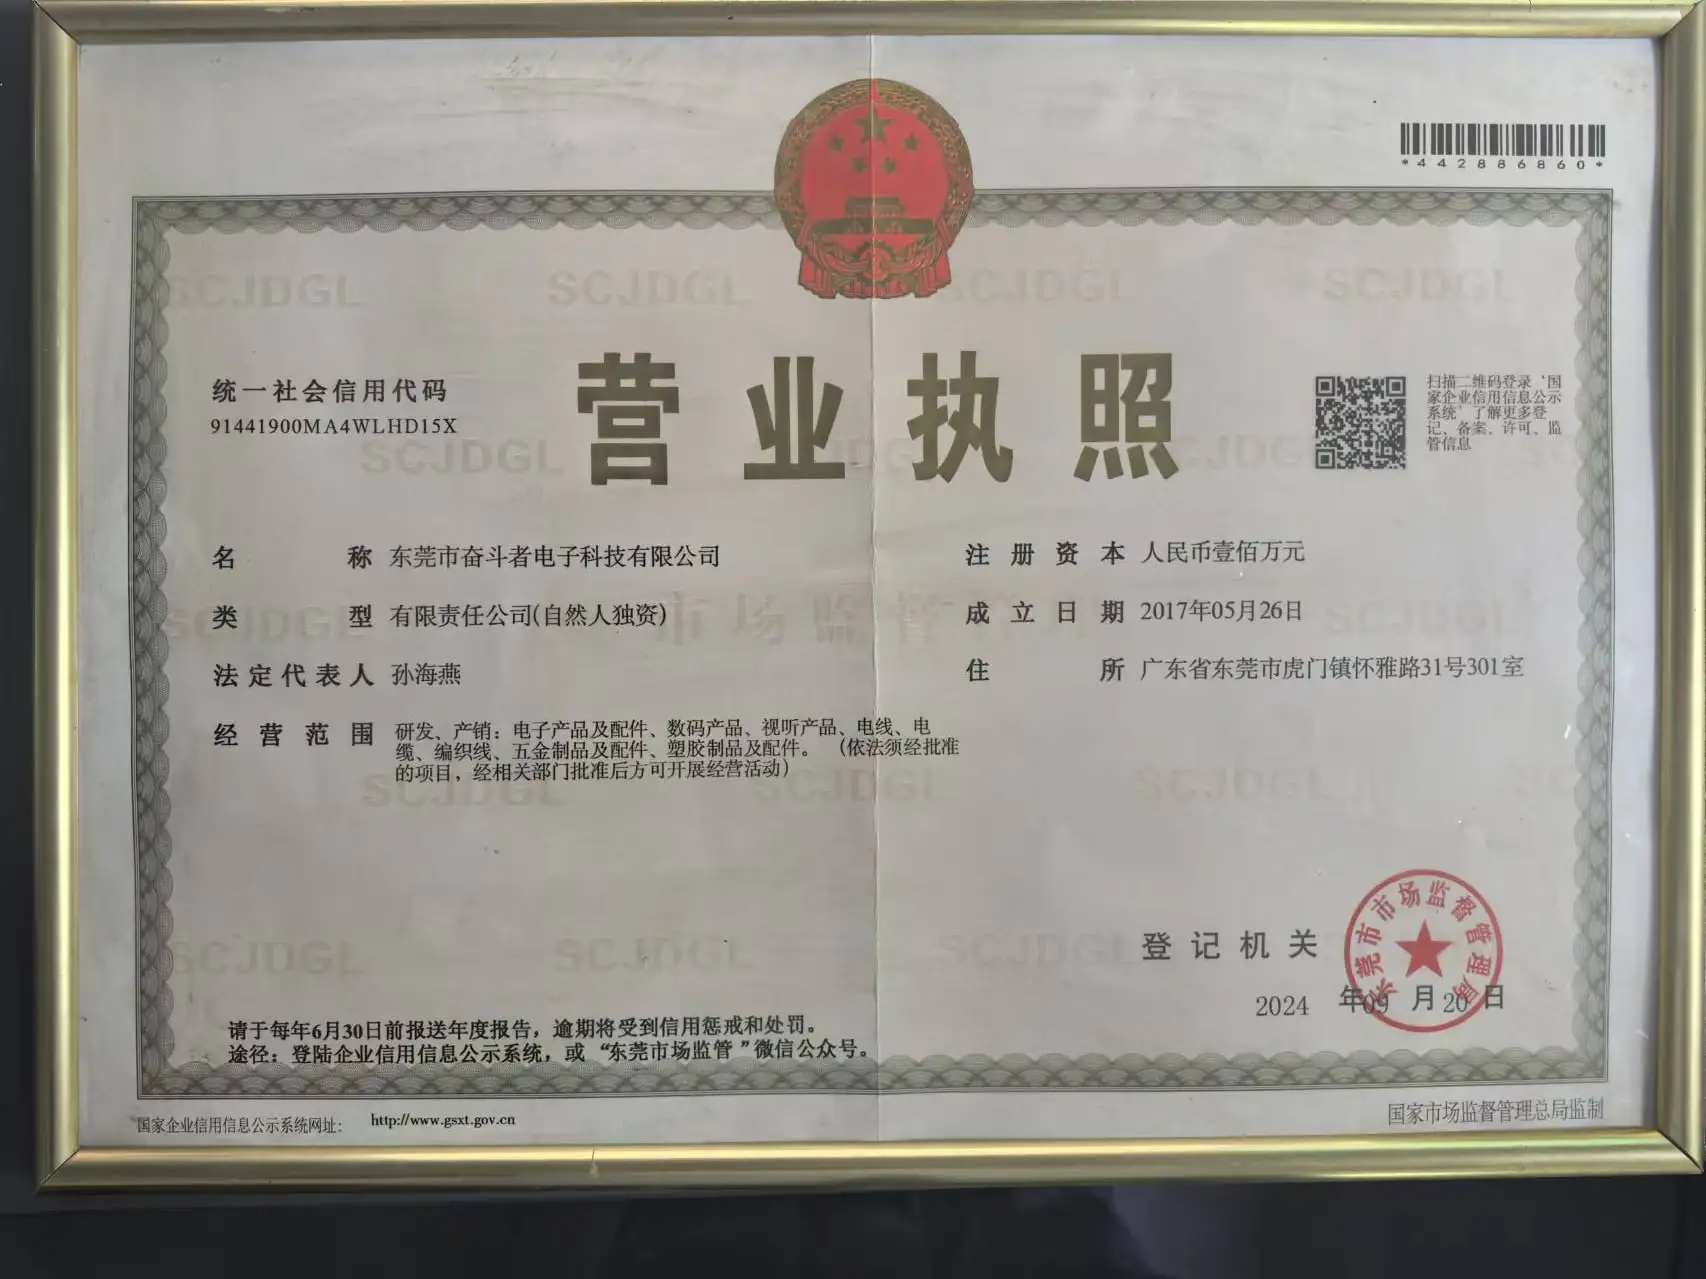 *442886860*
营业执照
统一社会信用代码
91441900MA4WLHD15X
扫描二维码登录‘国
家企业信用信息公示
系统’了解更多登
记、备案、许可、监
管信息
名 称 东莞市奋斗者电子科技有限公司
类 型 有限责任公司(自然人独资)
法定代表人 孙海燕
经营范围 研发、产销：电子产品及配件、数码产品、视听产品、电线、电
缆、编织线、五金制品及配件、塑胶制品及配件。（依法须经批准
的项目，经相关部门批准后方可开展经营活动）
注册资本 人民币壹佰万元
成立日期 2017年05月26日
住 所 广东省东莞市虎门镇怀雅路31号301室
登记机关
东莞市市场监督管理局
2024 年09 月20日
请于每年6月30日前报送年度报告，逾期将受到信用惩戒和处罚。
途径：登陆企业信用信息公示系统，或“东莞市场监管”微信公众号。
国家企业信用信息公示系统网址： http://www.gsxt.gov.cn
国家市场监督管理总局监制
SCJDGL
市场监督管理